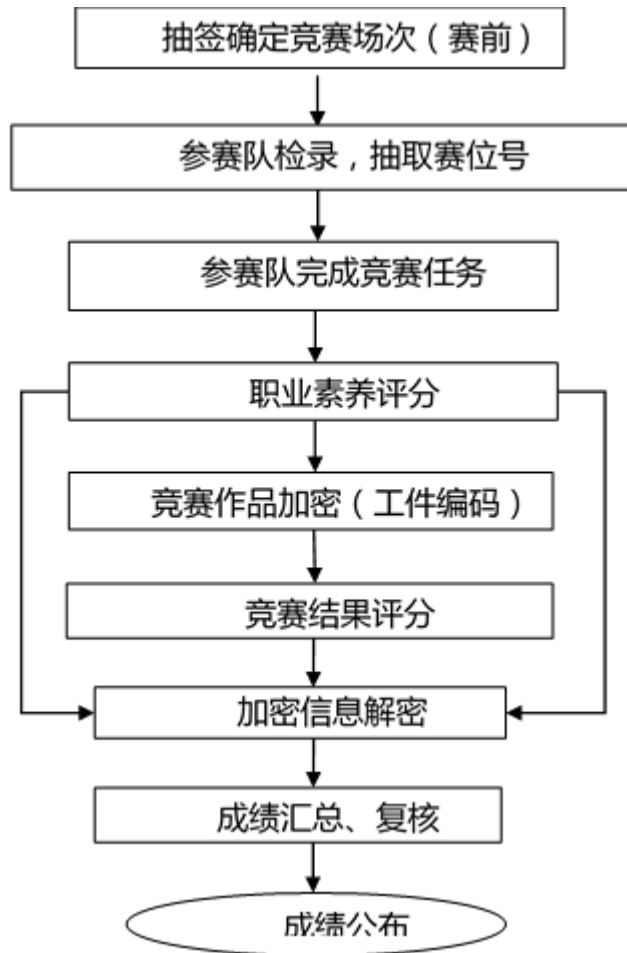 抽签确定竞赛场次（赛前）
参赛队检录，抽取赛位号
参赛队完成竞赛任务
职业素养评分
竞赛作品加密（工件编码）
竞赛结果评分
加密信息解密
成绩汇总、复核
成绩公布